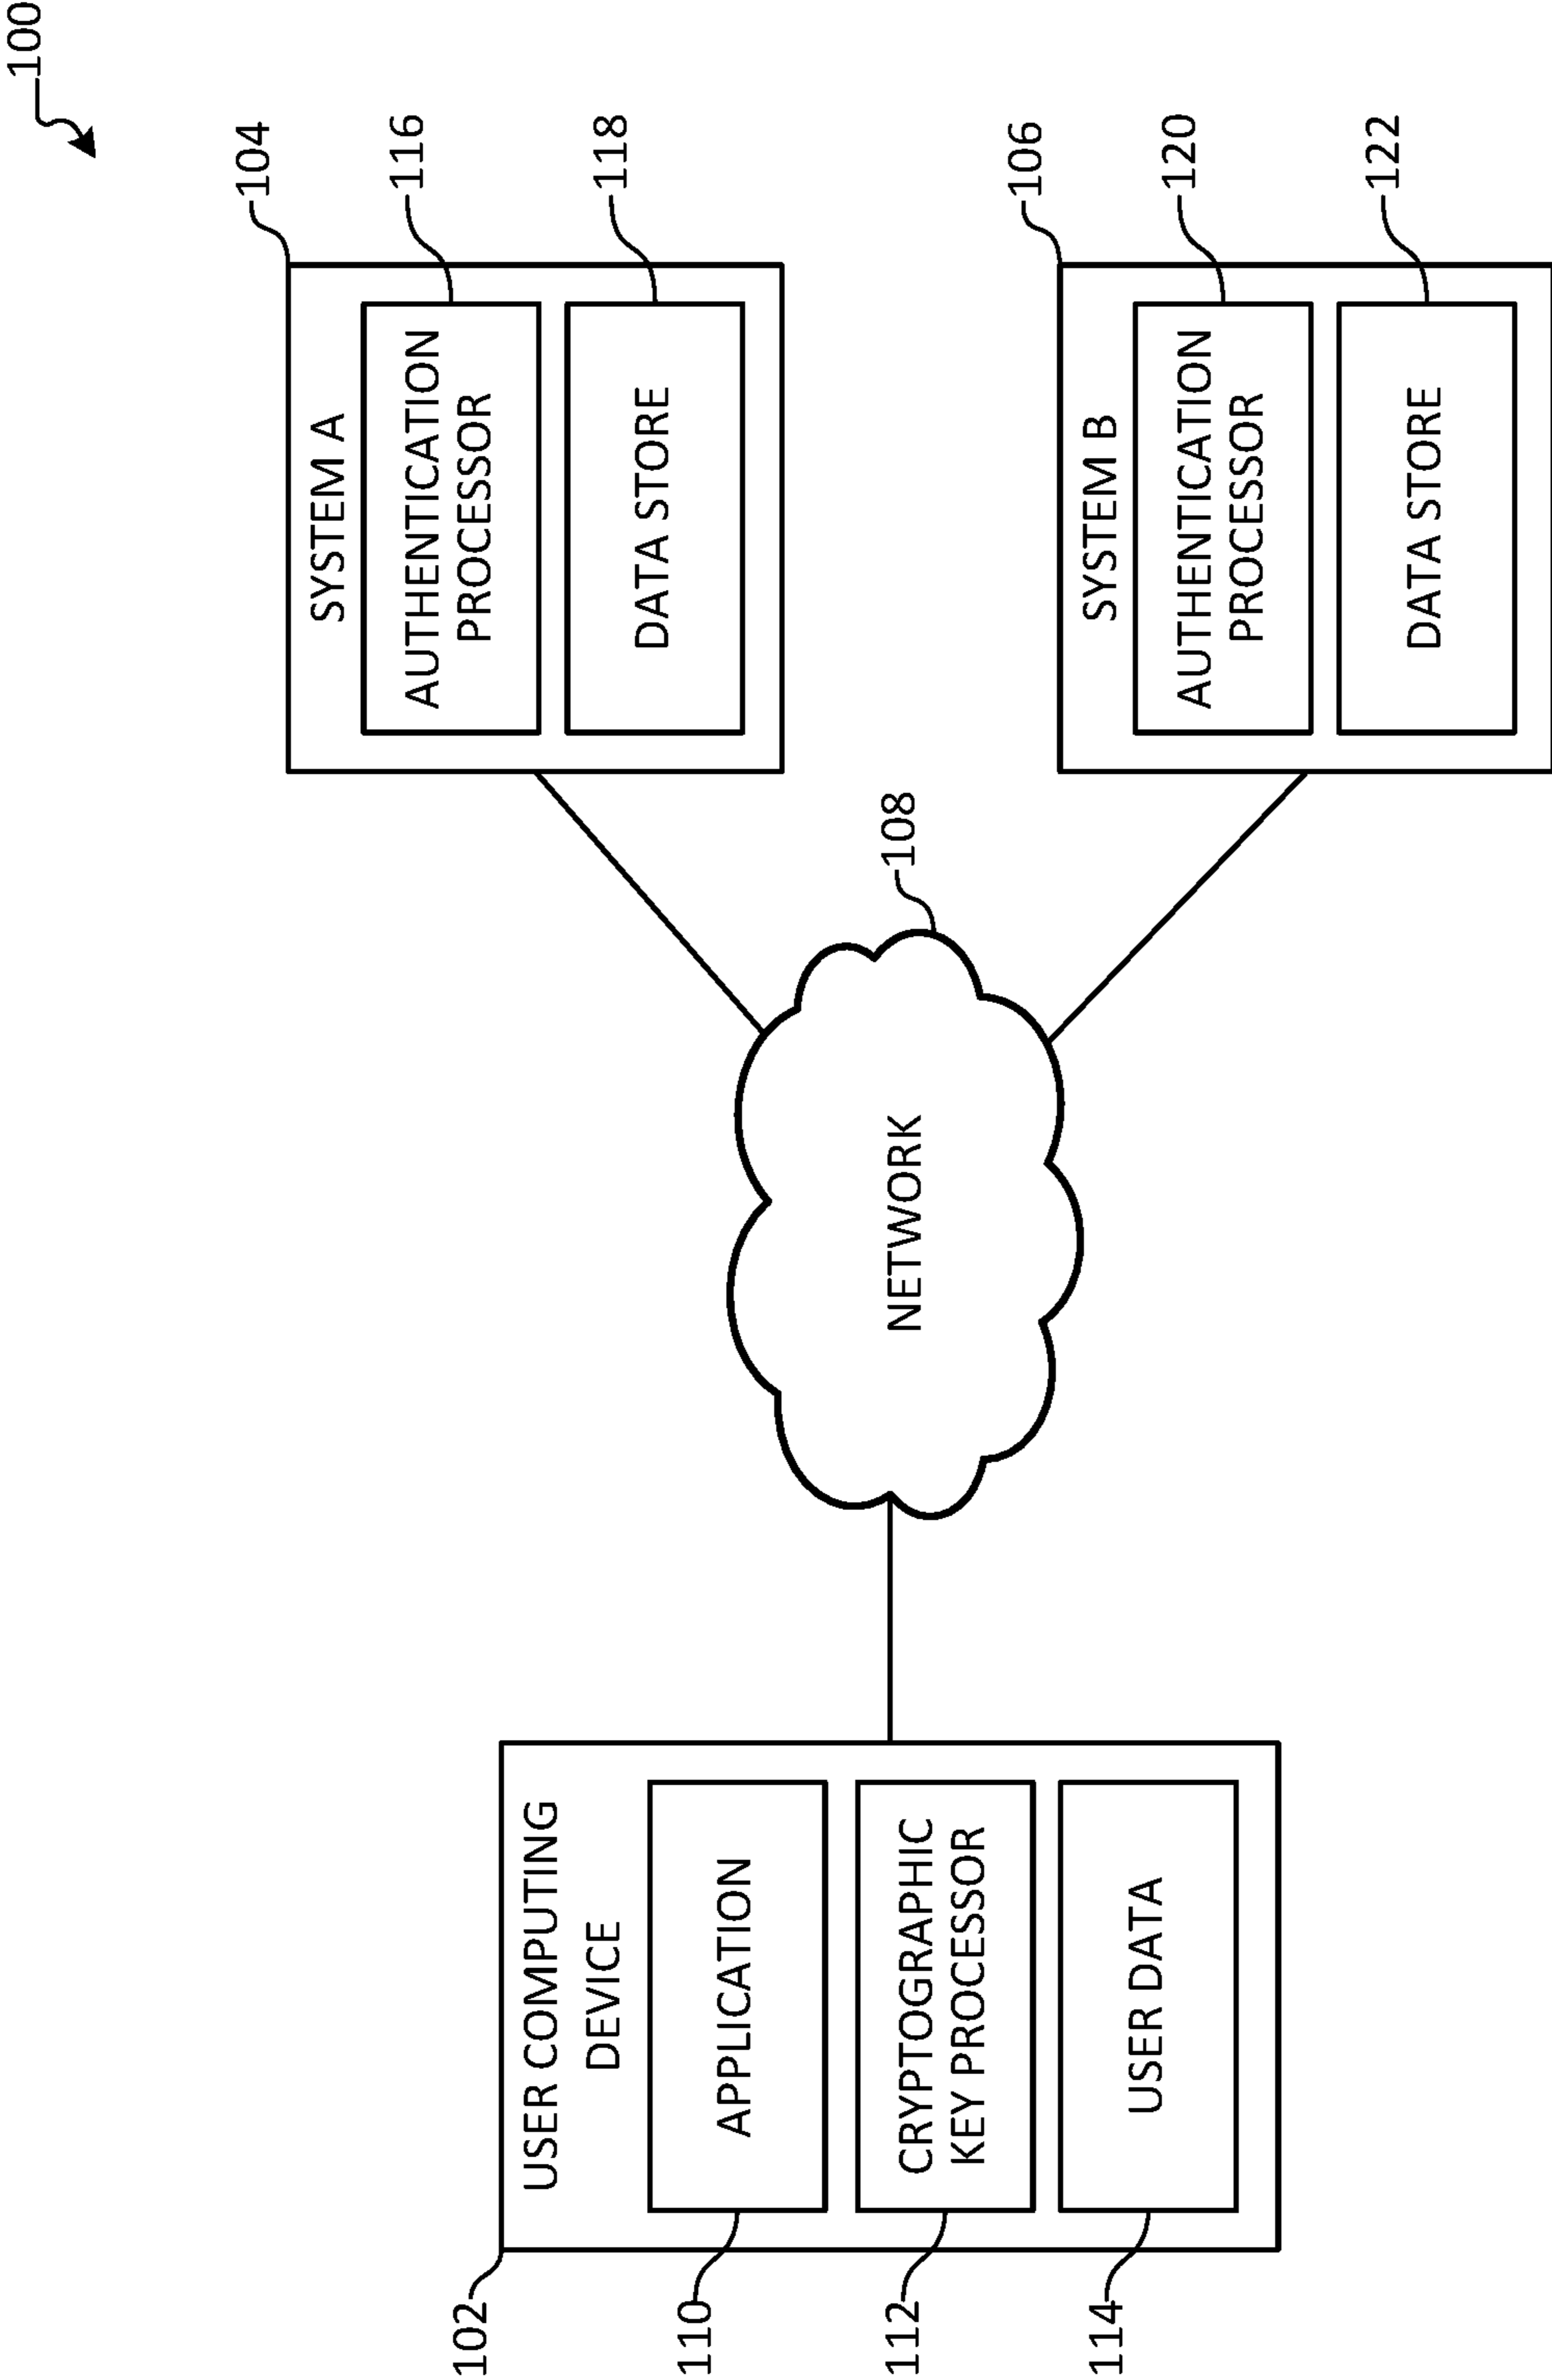 100
SYSTEM A
104
AUTHENTICATION
PROCESSOR
116
DATA STORE
118
USER COMPUTING
DEVICE
102
APPLICATION
110
CRYPTOGRAPHIC
KEY PROCESSOR
112
USER DATA
114
NETWORK
108
SYSTEM B
106
AUTHENTICATION
PROCESSOR
120
DATA STORE
122